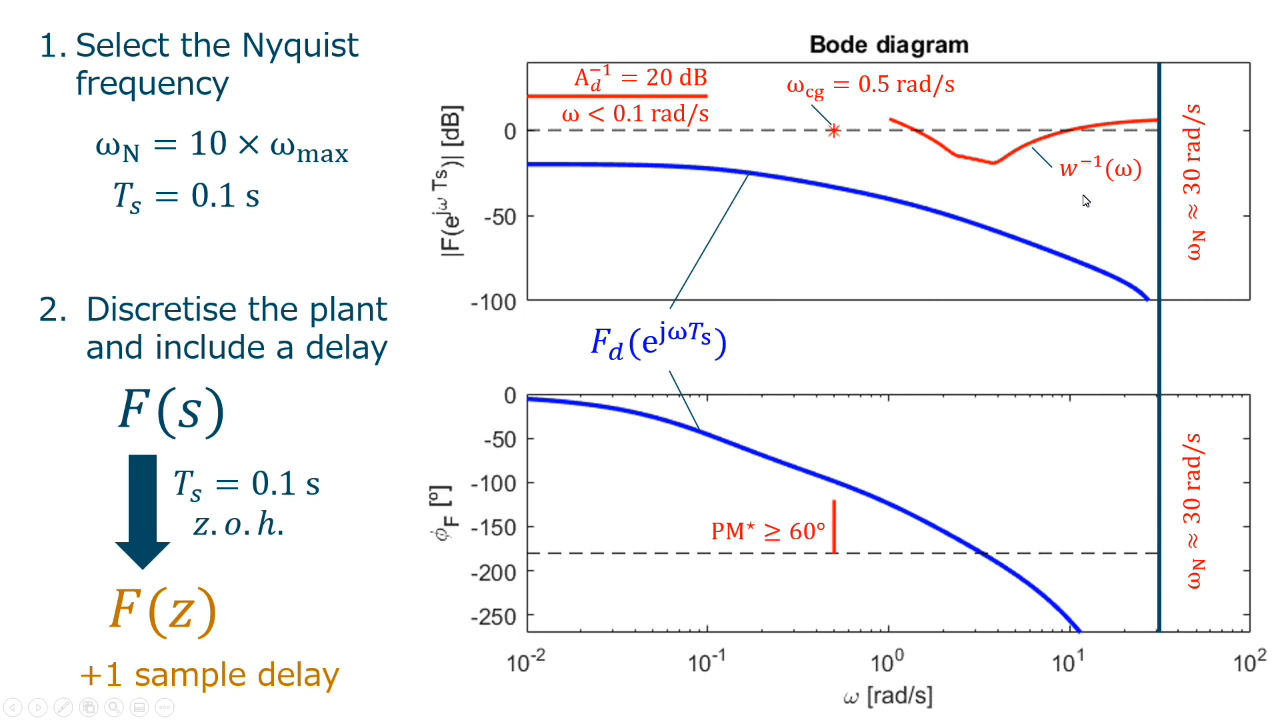 1. Select the Nyquist
frequency
ω_N = 10 × ω_max
T_s = 0.1 s
2. Discretise the plant
and include a delay
F(s)
T_s = 0.1 s
z.o.h.
F(z)
+1 sample delay
Bode diagram
|F(e^{jω Ts})| [dB]
0
-50
-100
A_d^{-1} = 20 dB
ω < 0.1 rad/s
ω_cg = 0.5 rad/s
w^{-1}(ω)
ω_N ≈ 30 rad/s
F_d(e^{jωT_s})
ϕ_F [º]
0
-50
-100
-150
-200
-250
PM* ≥ 60°
ω_N ≈ 30 rad/s
10^{-2} 10^{-1} 10^0 10^1 10^2
ω [rad/s]